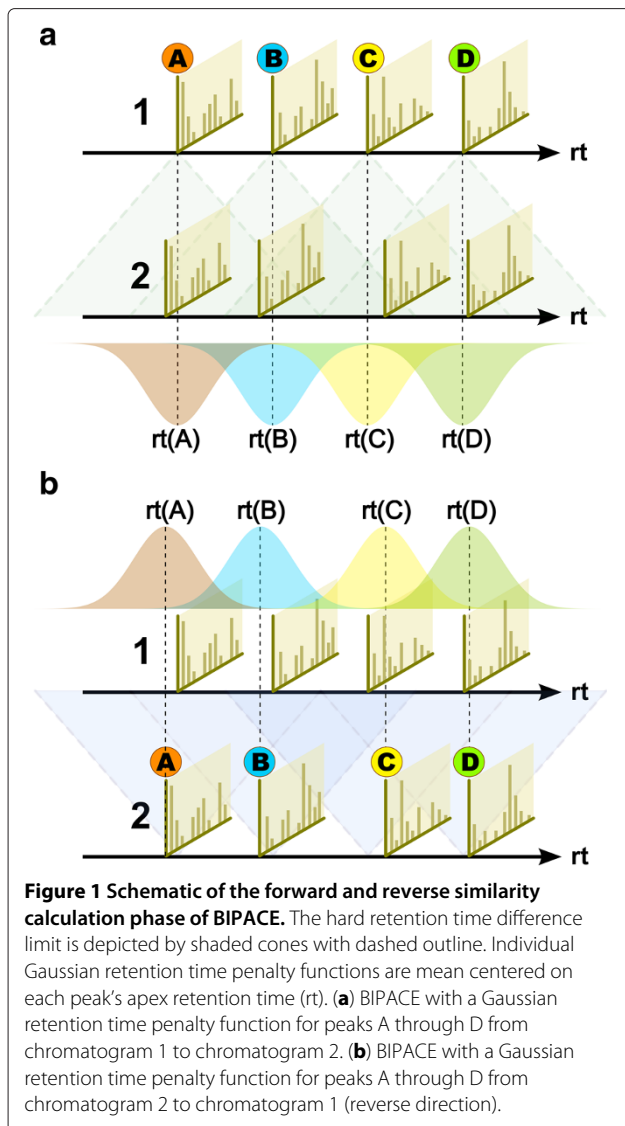 a
A B C D
1
rt
2
rt
rt(A) rt(B) rt(C) rt(D)
b
rt(A) rt(B) rt(C) rt(D)
1
rt
A B C D
2
rt
Figure 1 Schematic of the forward and reverse similarity
calculation phase of BIPACE. The hard retention time difference
limit is depicted by shaded cones with dashed outline. Individual
Gaussian retention time penalty functions are mean centered on
each peak's apex retention time (rt). (a) BIPACE with a Gaussian
retention time penalty function for peaks A through D from
chromatogram 1 to chromatogram 2. (b) BIPACE with a Gaussian
retention time penalty function for peaks A through D from
chromatogram 2 to chromatogram 1 (reverse direction).